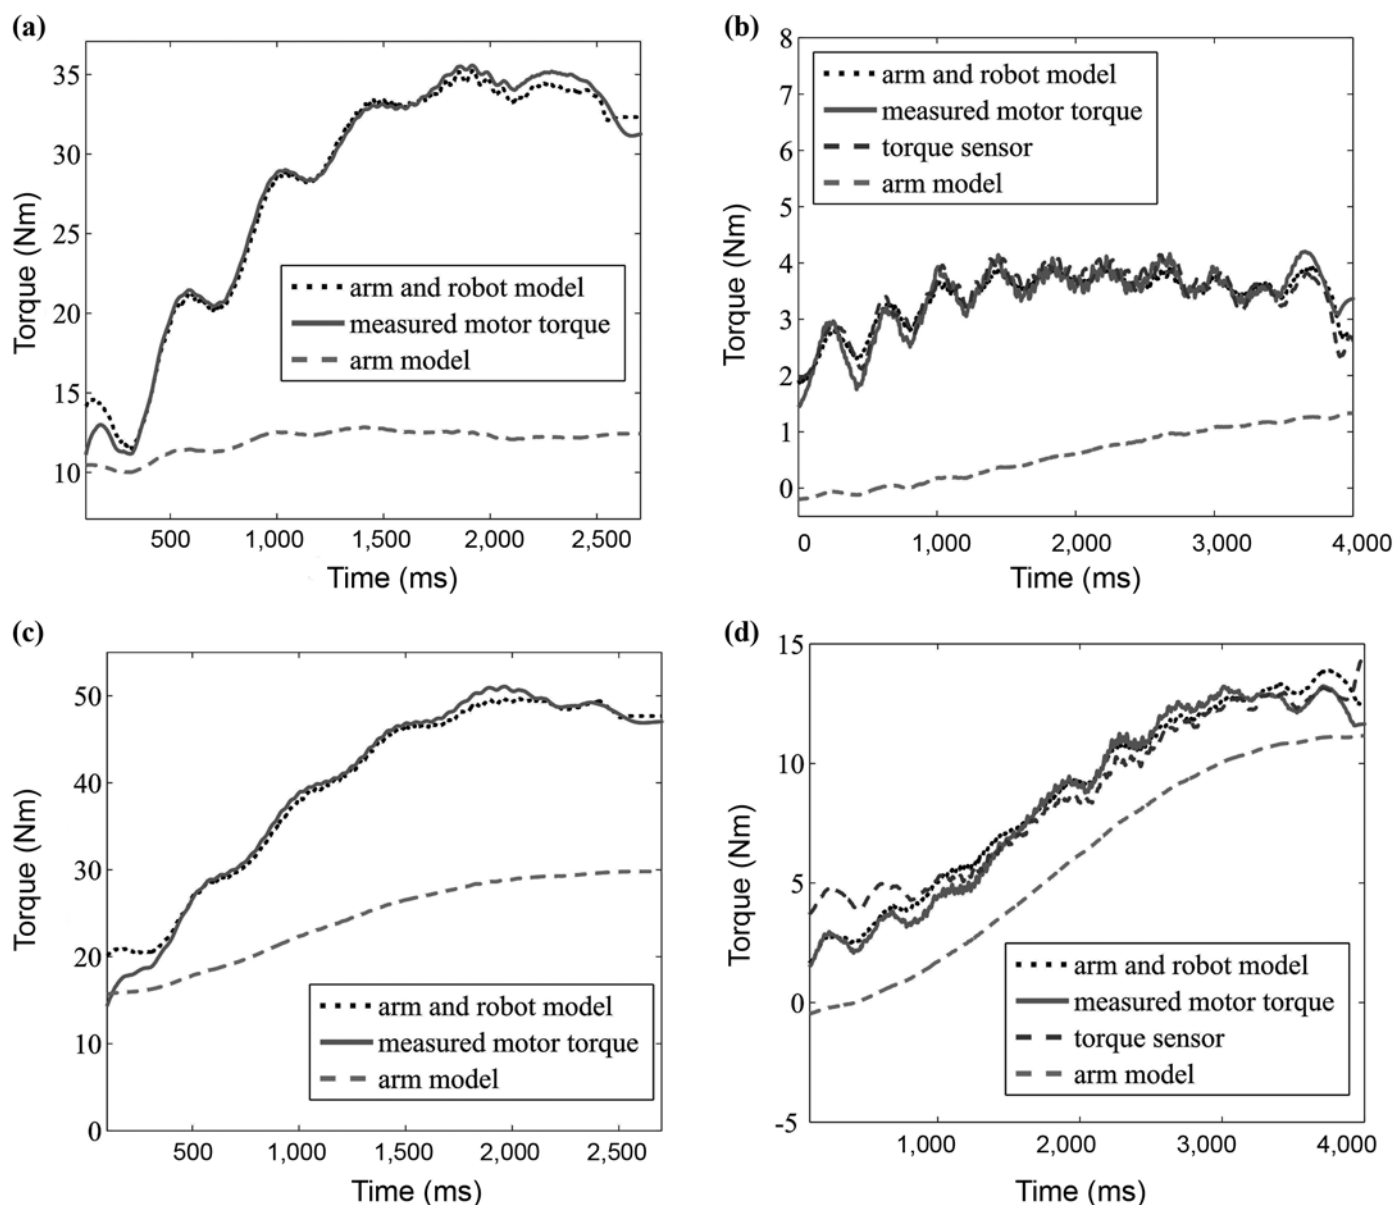 (a)
35
30
25
20
15
10
Torque (Nm)
arm and robot model
measured motor torque
arm model
500 1,000 1,500 2,000 2,500
Time (ms)
(b)
8
7
6
5
4
3
2
1
0
Torque (Nm)
arm and robot model
measured motor torque
torque sensor
arm model
0 1,000 2,000 3,000 4,000
Time (ms)
(c)
50
40
30
20
10
0
Torque (Nm)
arm and robot model
measured motor torque
arm model
500 1,000 1,500 2,000 2,500
Time (ms)
(d)
15
10
5
0
-5
Torque (Nm)
arm and robot model
measured motor torque
torque sensor
arm model
1,000 2,000 3,000 4,000
Time (ms)